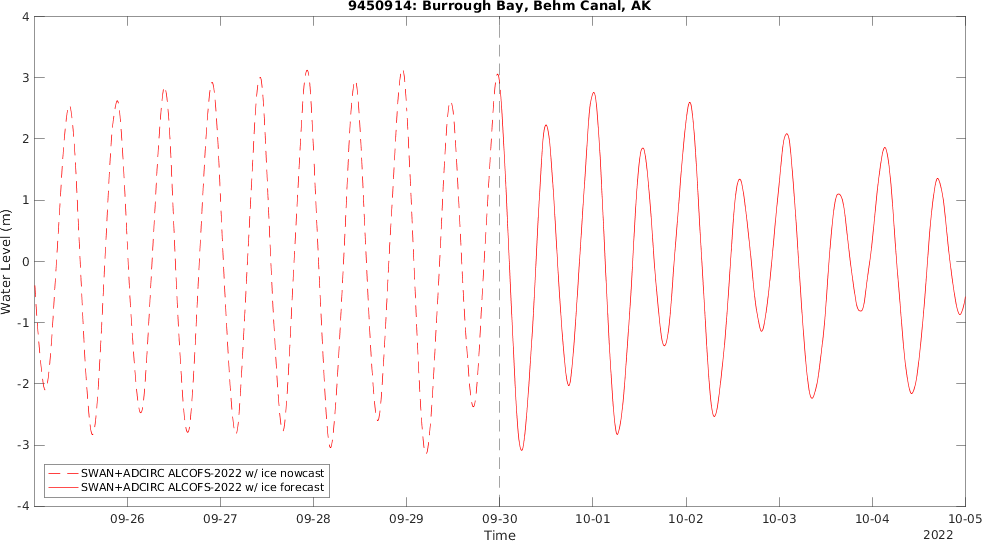 9450914: Burrough Bay, Behm Canal, AK
4
3
2
1
0
-1
-2
-3
-4
Water Level (m)
SWAN+ADCIRC ALCOFS-2022 w/ ice nowcast
SWAN+ADCIRC ALCOFS-2022 w/ ice forecast
09-26 09-27 09-28 09-29 09-30 10-01 10-02 10-03 10-04 10-05
Time
2022